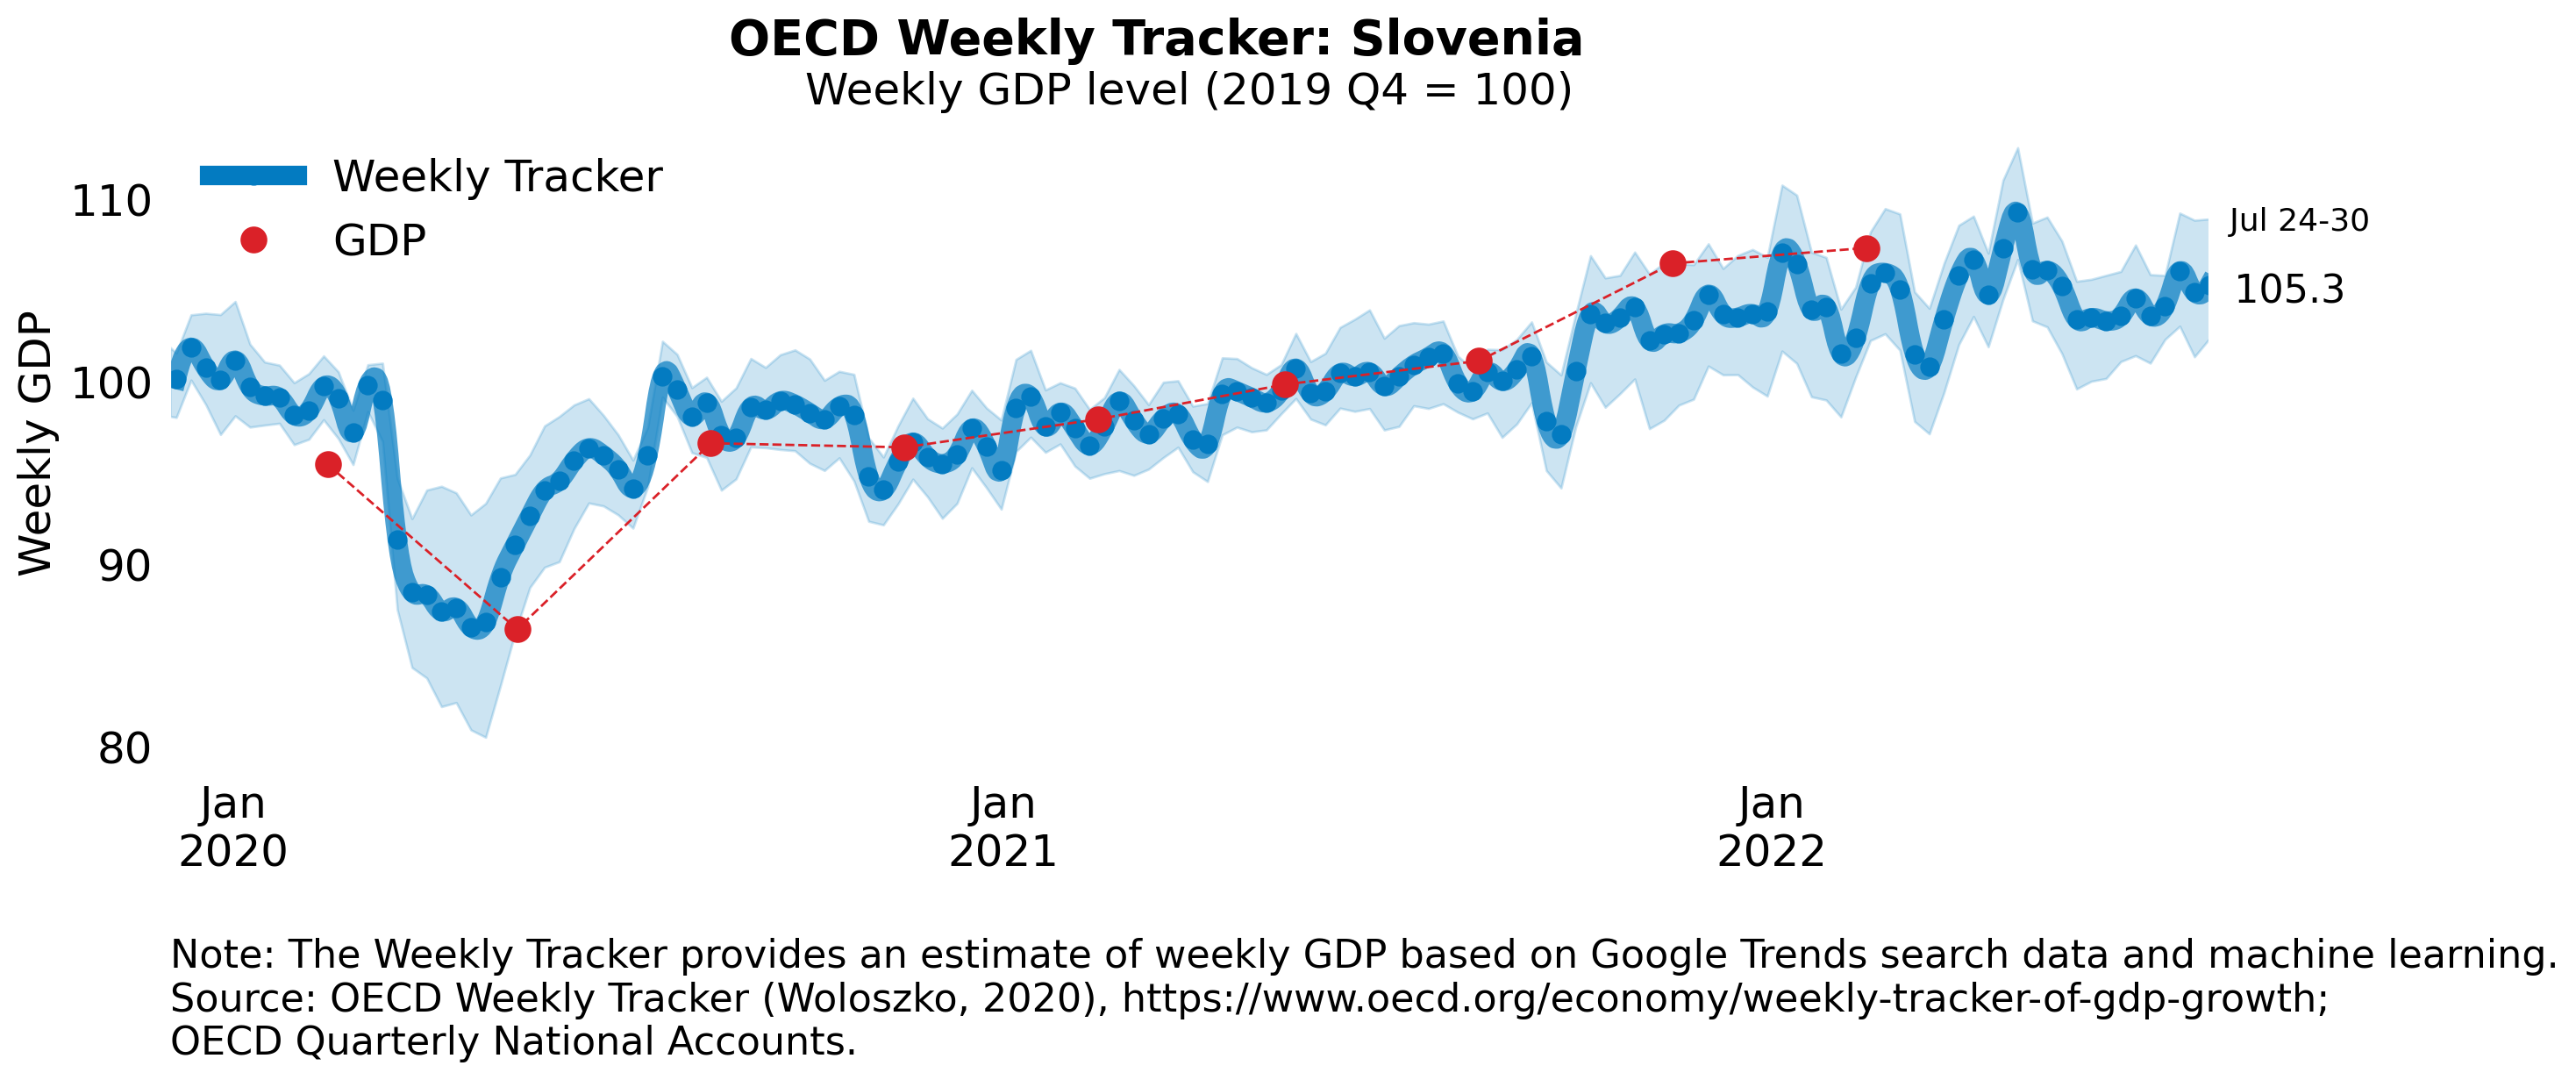 OECD Weekly Tracker: Slovenia
Weekly GDP level (2019 Q4 = 100)
Weekly Tracker
GDP
Weekly GDP
110
100
90
80
Jul 24-30
105.3
Jan
2020
Jan
2021
Jan
2022
Note: The Weekly Tracker provides an estimate of weekly GDP based on Google Trends search data and machine learning.
Source: OECD Weekly Tracker (Woloszko, 2020), https://www.oecd.org/economy/weekly-tracker-of-gdp-growth;
OECD Quarterly National Accounts.